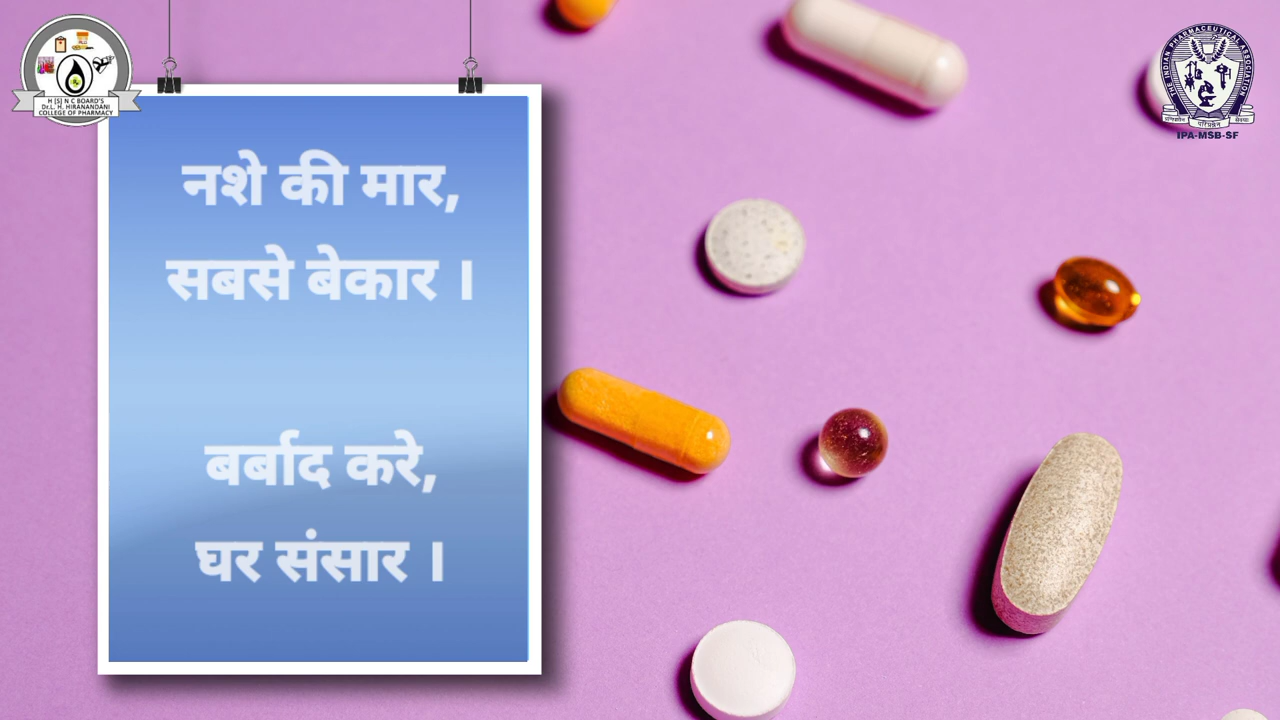 H [S] N C BOARD'S
Dr.L. H. HIRANANDANI
COLLEGE OF PHARMACY
THE INDIAN PHARMACEUTICAL ASSOCIATION
IPA-MSB-SF
नशे की मार,
सबसे बेकार ।
बर्बाद करे,
घर संसार ।